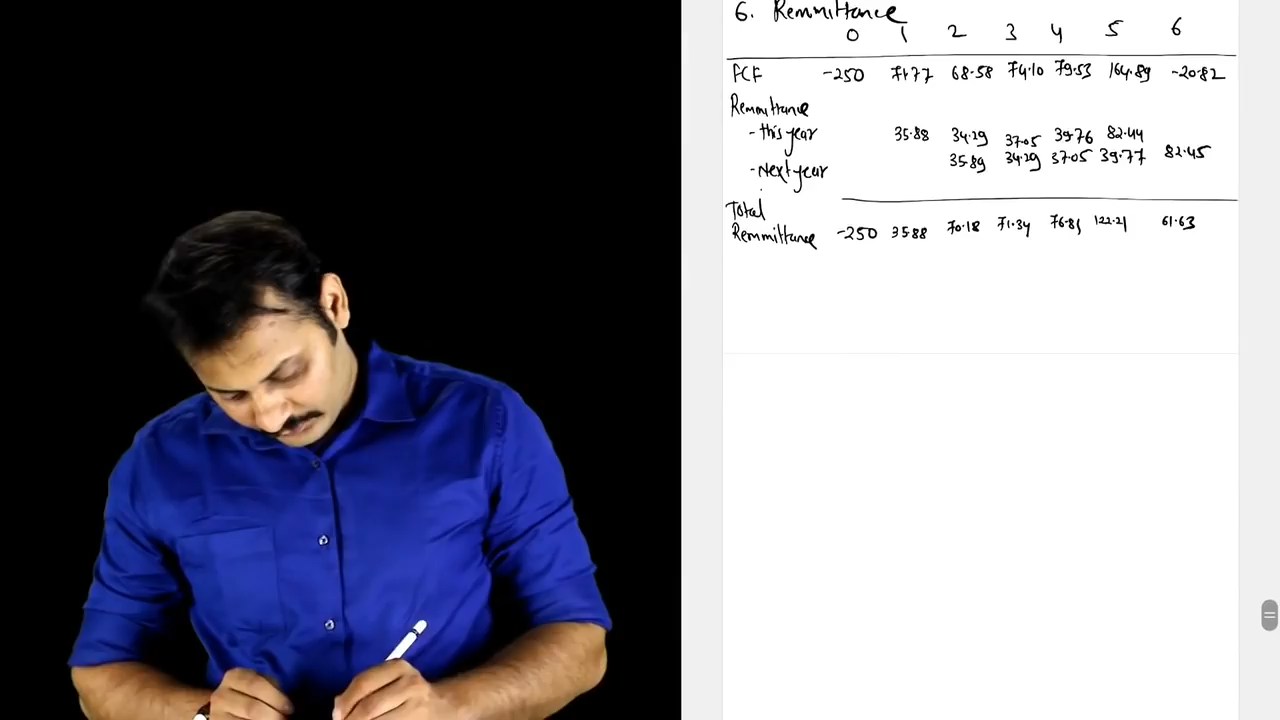 6. Remmittance
0 1 2 3 4 5 6
FCF -250 71.77 68.58 74.10 79.53 164.89 -20.82
Remmittance
- this year 35.88 34.29 37.05 39.76 82.44
- Next year 35.89 34.29 37.05 39.77 82.45
Total
Remmittance -250 35.88 70.18 71.34 76.81 122.21 61.63